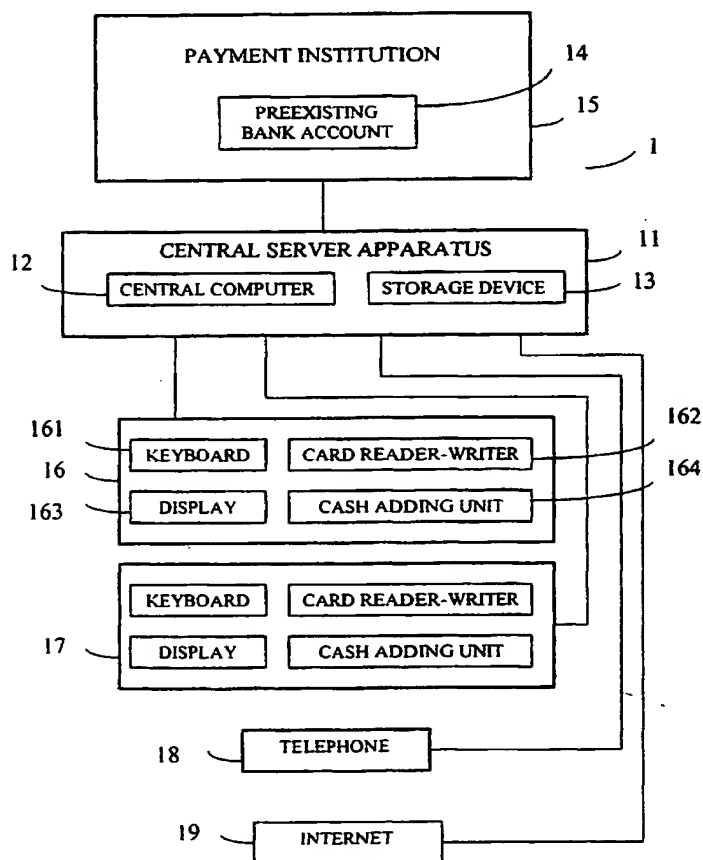 PAYMENT INSTITUTION
14
PREEXISTING
BANK ACCOUNT
15
1
CENTRAL SERVER APPARATUS
11
12
CENTRAL COMPUTER
STORAGE DEVICE
13
161
KEYBOARD
CARD READER-WRITER
162
16
163
DISPLAY
CASH ADDING UNIT
164
KEYBOARD
CARD READER-WRITER
17
DISPLAY
CASH ADDING UNIT
18
TELEPHONE
19
INTERNET